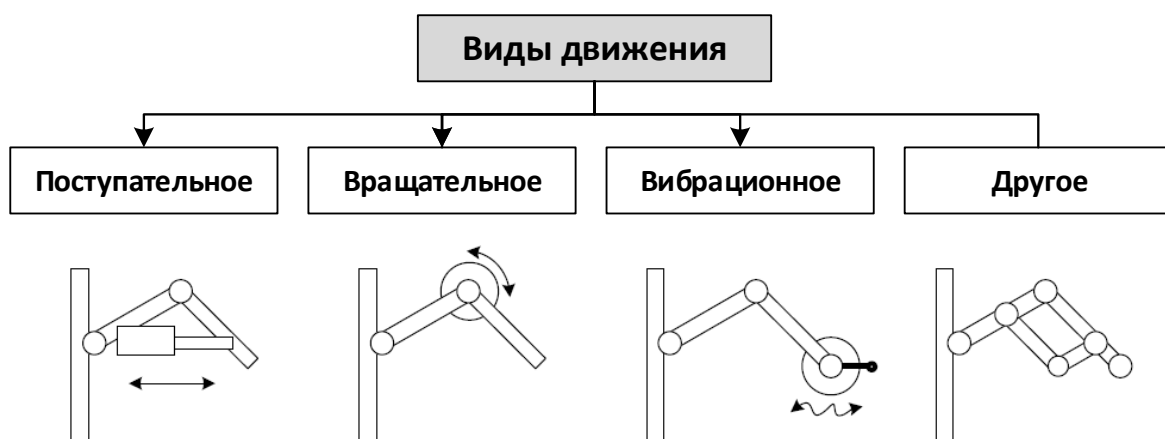 Виды движения
Поступательное
Вращательное
Вибрационное
Другое